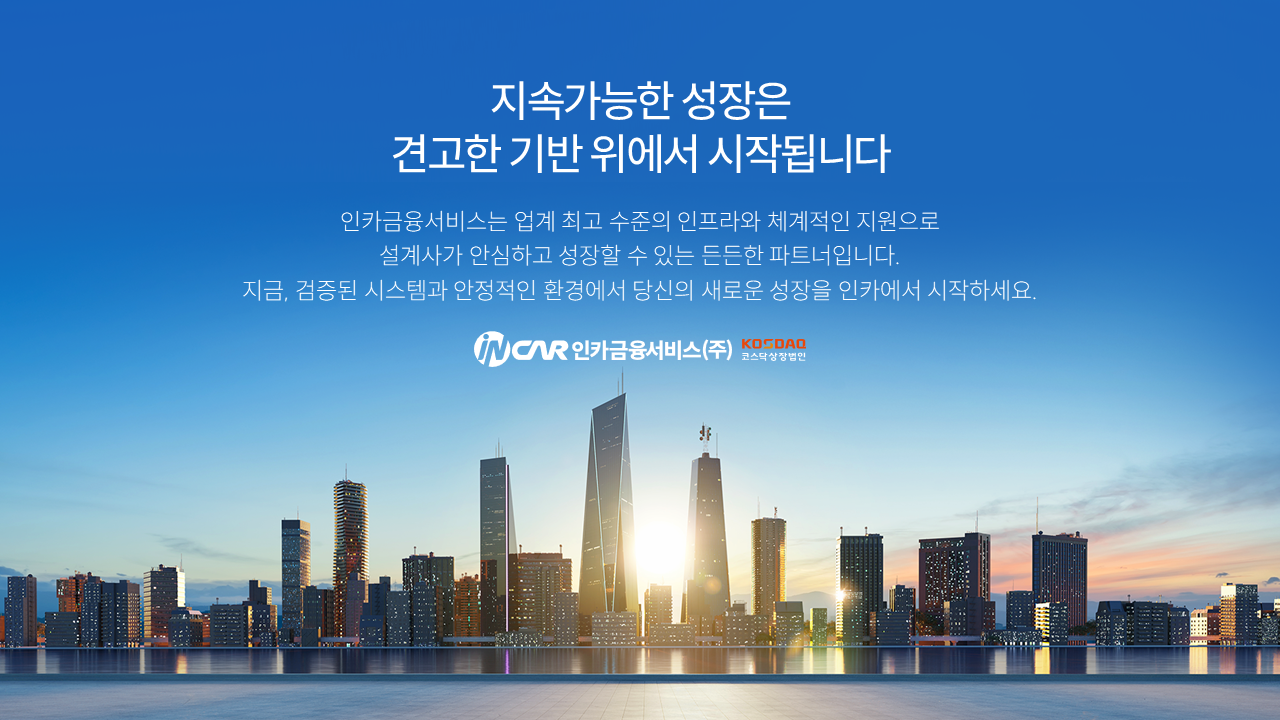 지속가능한 성장은
견고한 기반 위에서 시작됩니다
인카금융서비스는 업계 최고 수준의 인프라와 체계적인 지원으로
설계사가 안심하고 성장할 수 있는 든든한 파트너입니다.
지금, 검증된 시스템과 안정적인 환경에서 당신의 새로운 성장을 인카에서 시작하세요.
iNCAR 인카금융서비스(주) KOSDAQ
코스닥상장법인